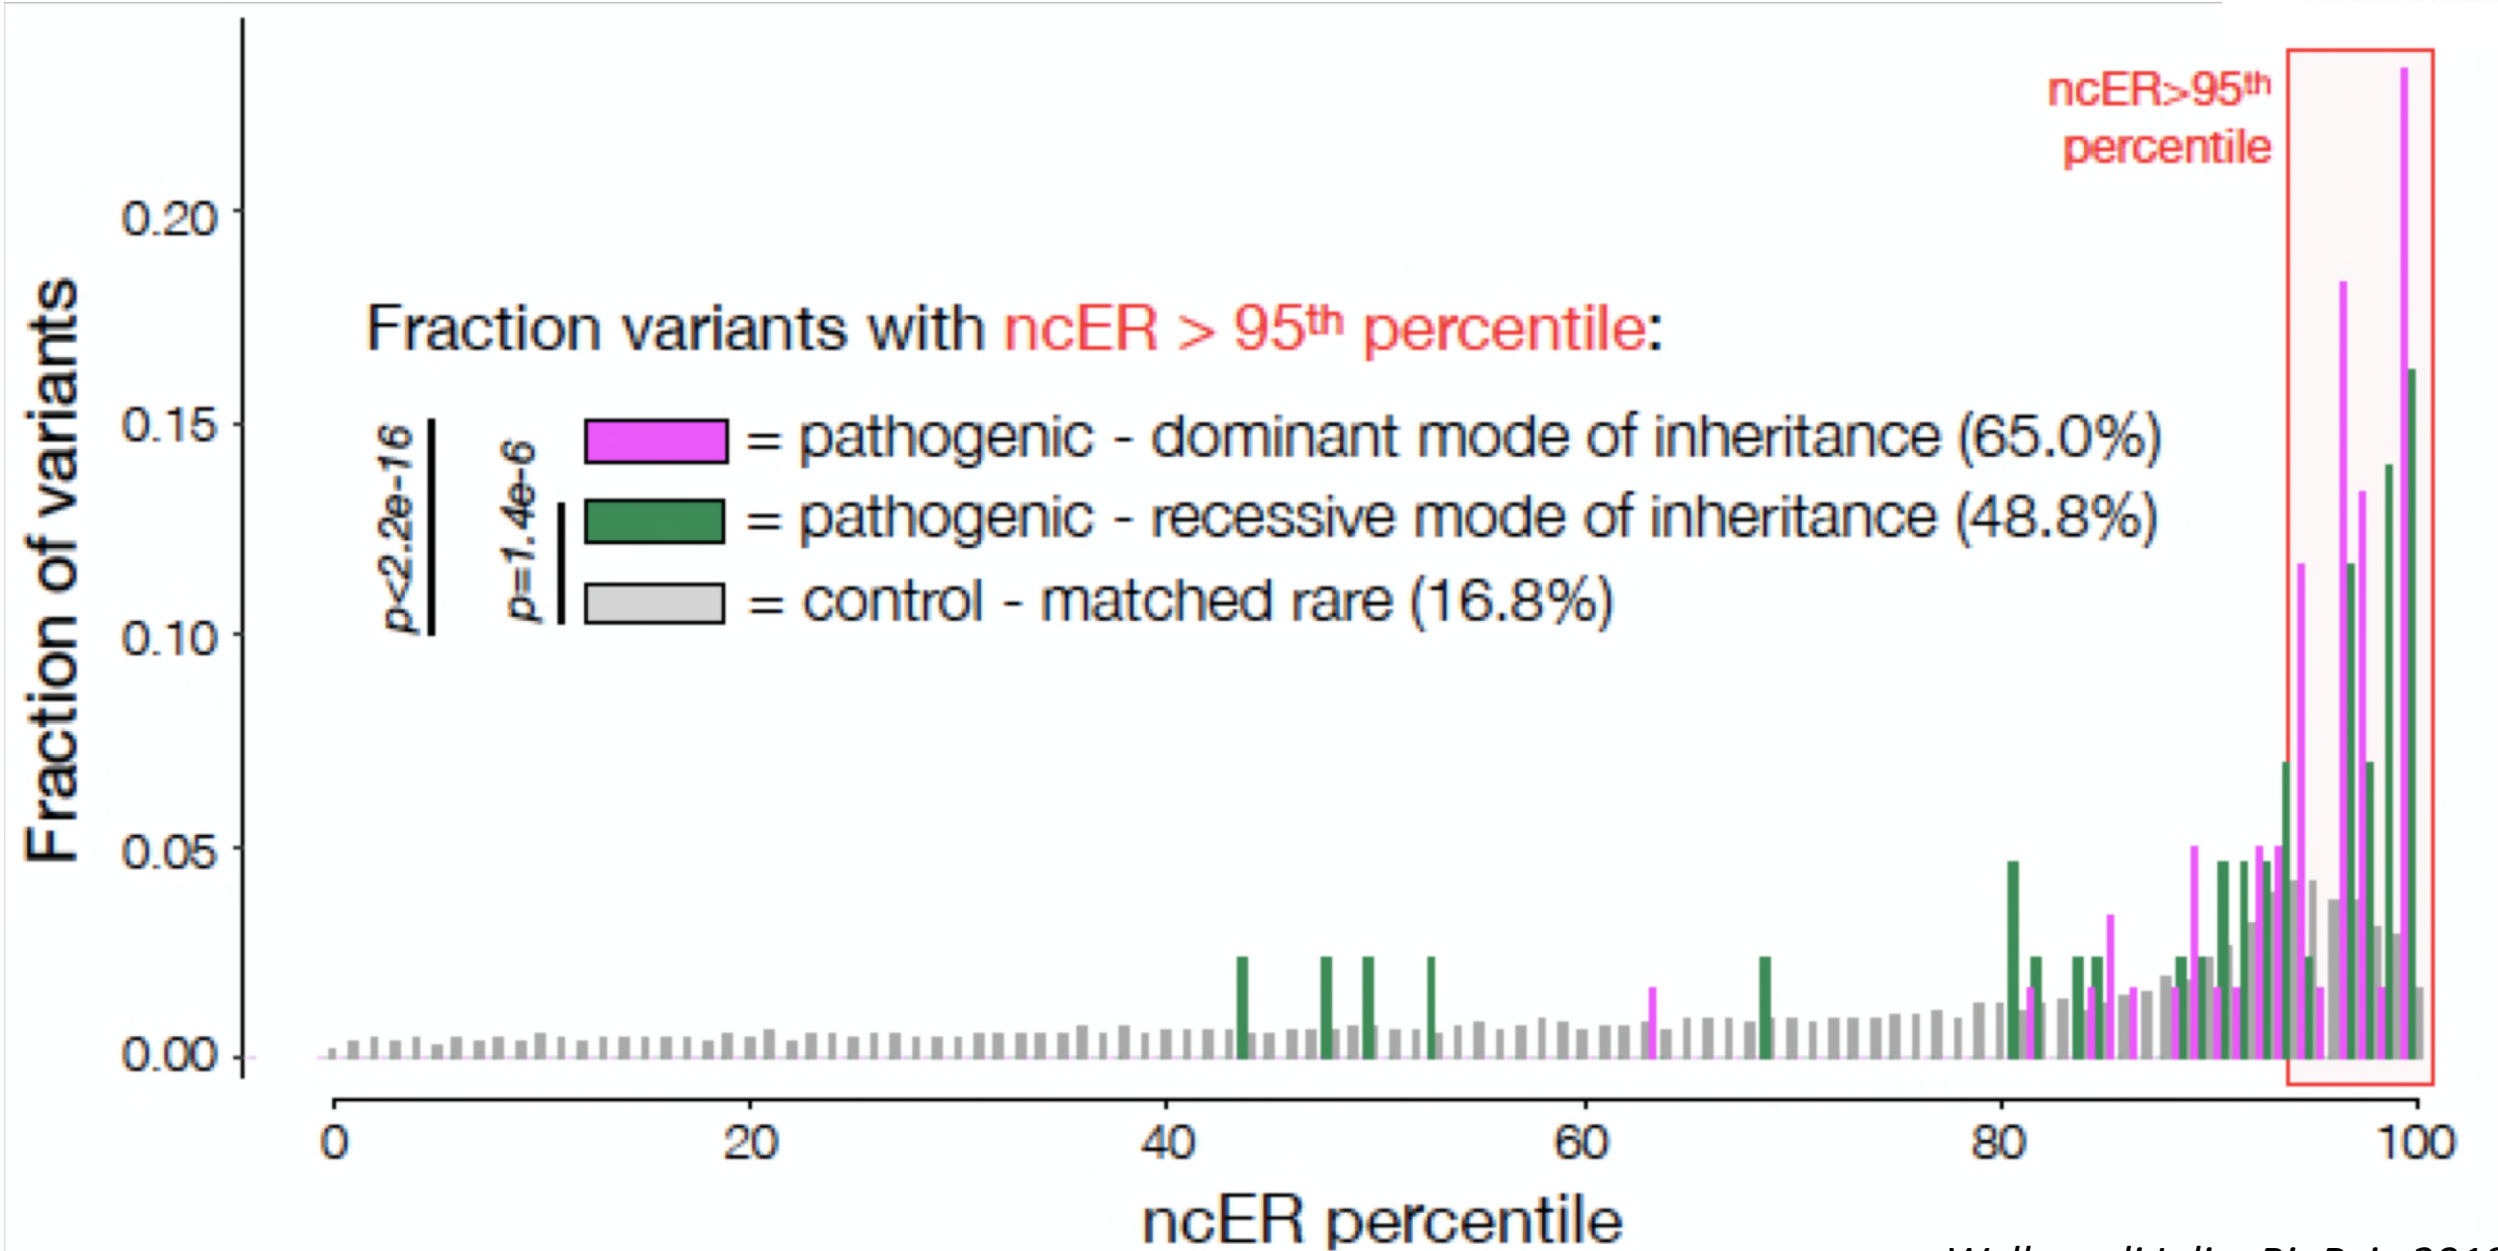 ncER>95th
percentile
0.20
Fraction variants with ncER > 95th percentile:
0.15
= pathogenic - dominant mode of inheritance (65.0%)
= pathogenic - recessive mode of inheritance (48.8%)
= control - matched rare (16.8%)
p<2.2e-16
p=1.4e-6
0.10
0.05
0.00
Fraction of variants
0 20 40 60 80 100
ncER percentile